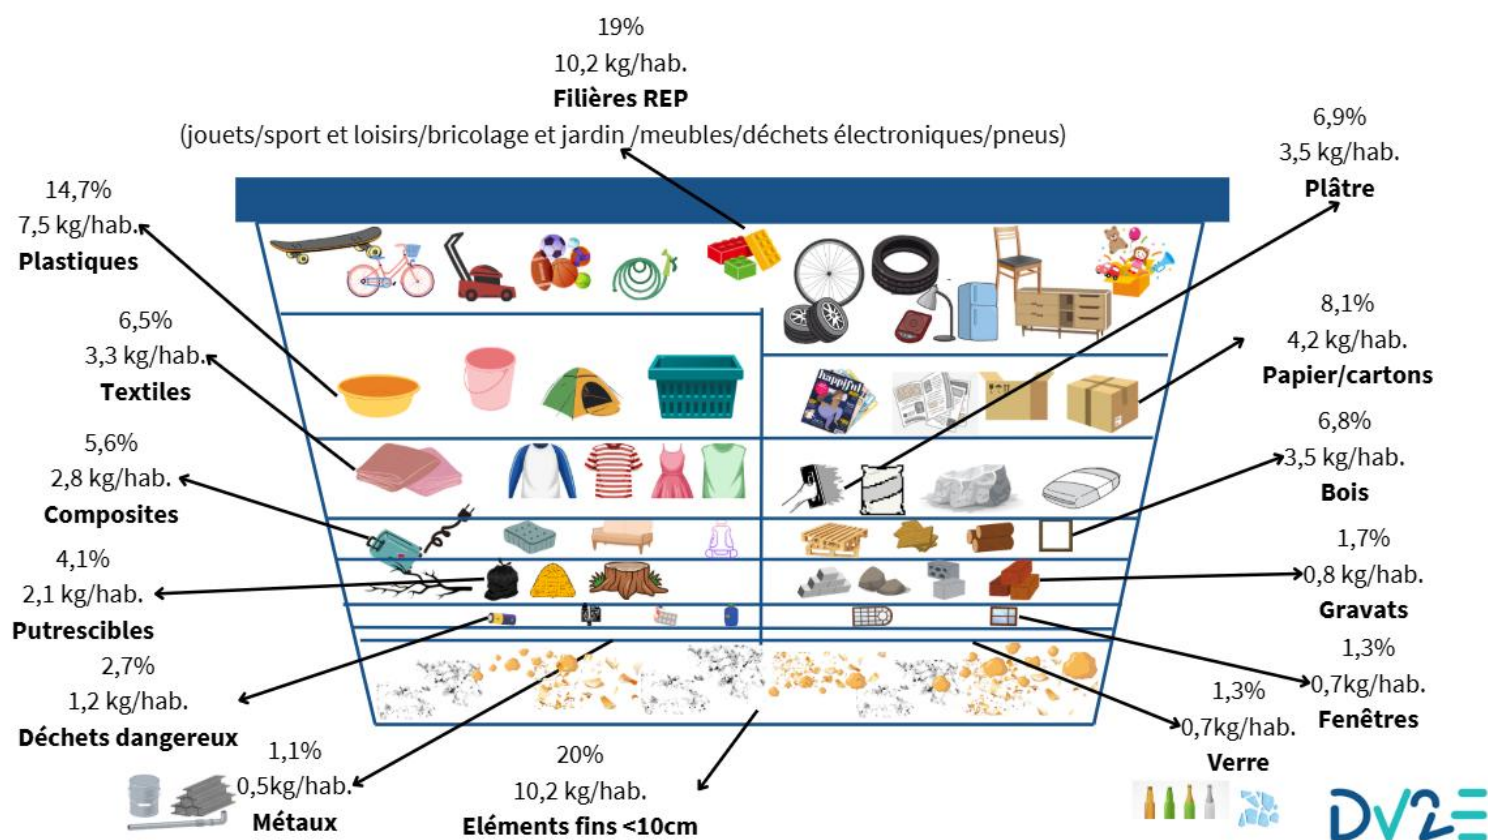 19%
10,2 kg/hab.
Filières REP
(jouets/sport et loisirs/bricolage et jardin /meubles/déchets électroniques/pneus)
6,9%
3,5 kg/hab.
Plâtre
14,7%
7,5 kg/hab.
Plastiques
8,1%
4,2 kg/hab.
Papier/cartons
6,5%
3,3 kg/hab.
Textiles
happiful
6,8%
3,5 kg/hab.
Bois
5,6%
2,8 kg/hab.
Composites
1,7%
0,8 kg/hab.
Gravats
4,1%
2,1 kg/hab.
Putrescibles
1,3%
0,7kg/hab.
Fenêtres
2,7%
1,2 kg/hab.
Déchets dangereux
1,3%
0,7kg/hab.
Verre
1,1%
0,5kg/hab.
Métaux
20%
10,2 kg/hab.
Eléments fins <10cm
DV2E